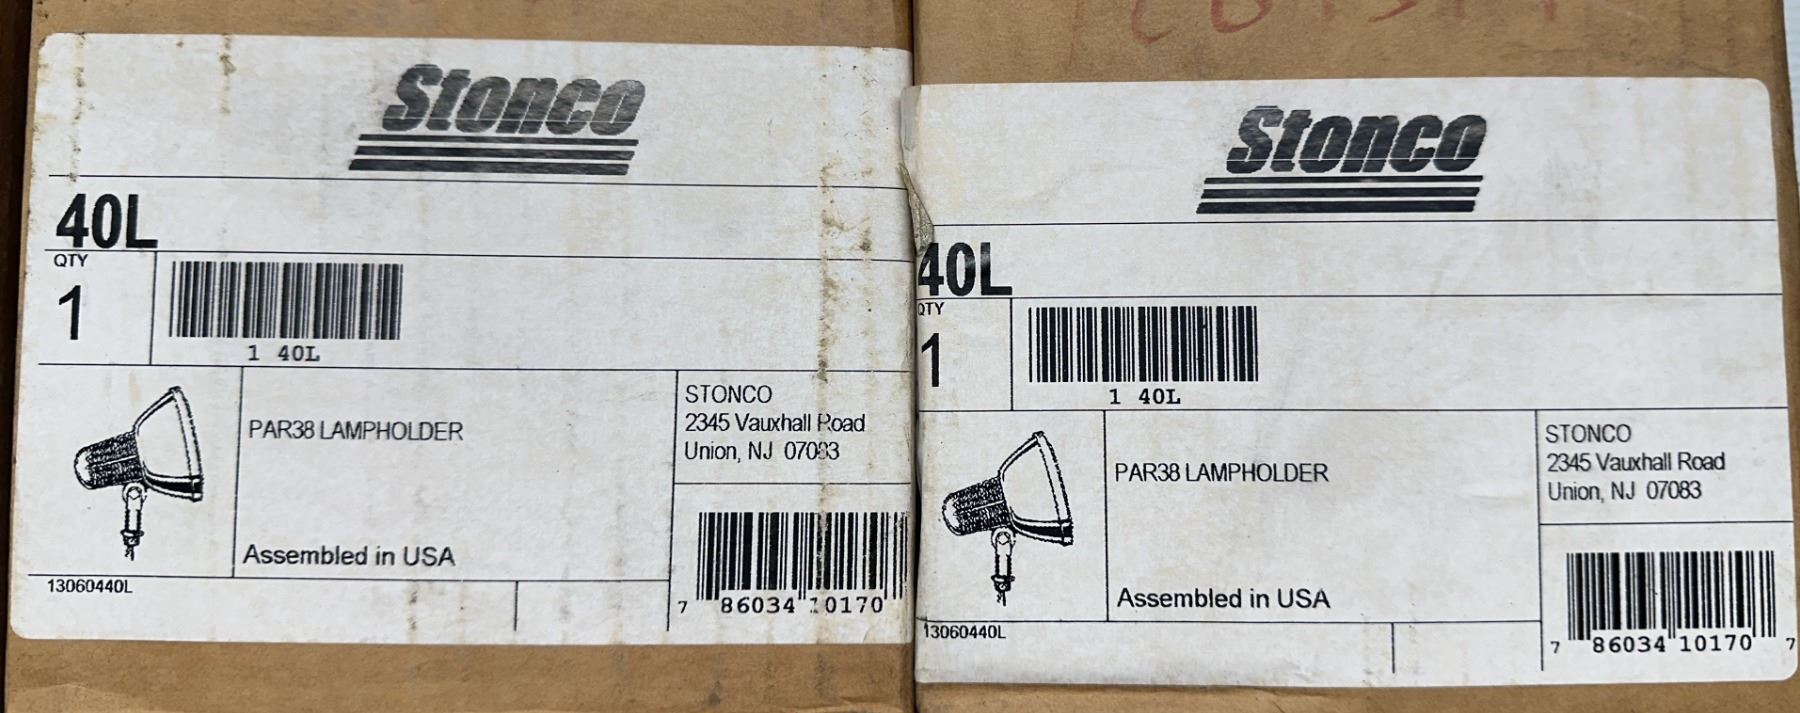 Stonco
40L
QTY
1
1 40L
PAR38 LAMPHOLDER
Assembled in USA
STONCO
2345 Vauxhall Road
Union, NJ 07083
13060440L
7 86034 10170
Stonco
40L
QTY
1
1 40L
PAR38 LAMPHOLDER
Assembled in USA
STONCO
2345 Vauxhall Road
Union, NJ 07083
13060440L
7 86034 10170 7